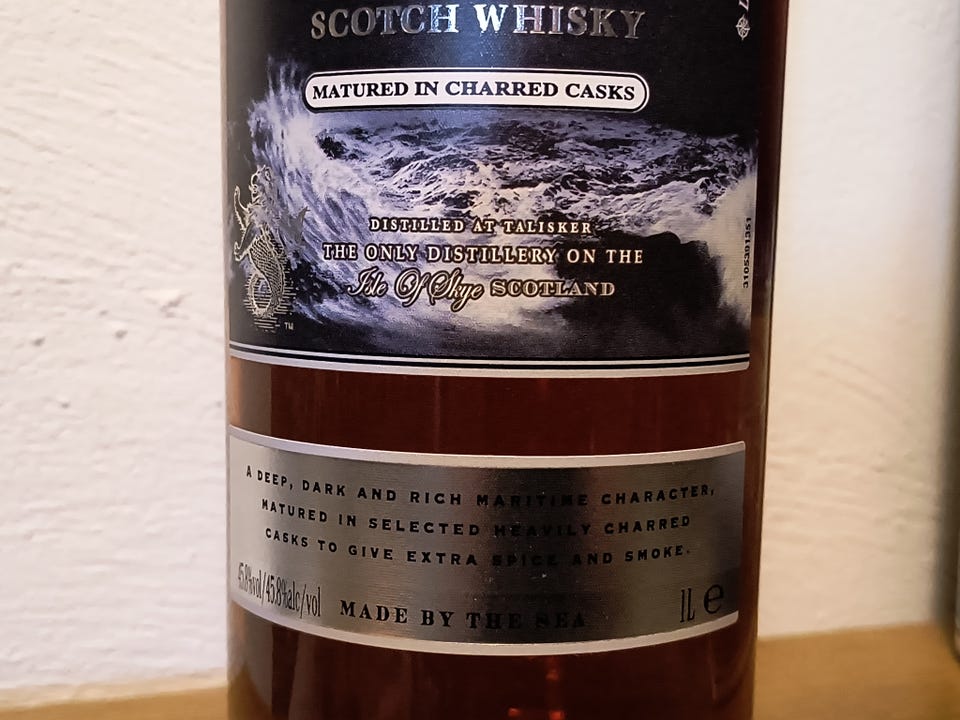 SCOTCH WHISKY
MATURED IN CHARRED CASKS
DISTILLED AT TALISKER
THE ONLY DISTILLERY ON THE
Isle Of Skye SCOTLAND
TM
3105391351
A DEEP, DARK AND RICH MARITIME CHARACTER,
MATURED IN SELECTED HEAVILY CHARRED
CASKS TO GIVE EXTRA SPICE AND SMOKE.
45.8%vol/45.8%alc/vol
MADE BY THE SEA
1L e